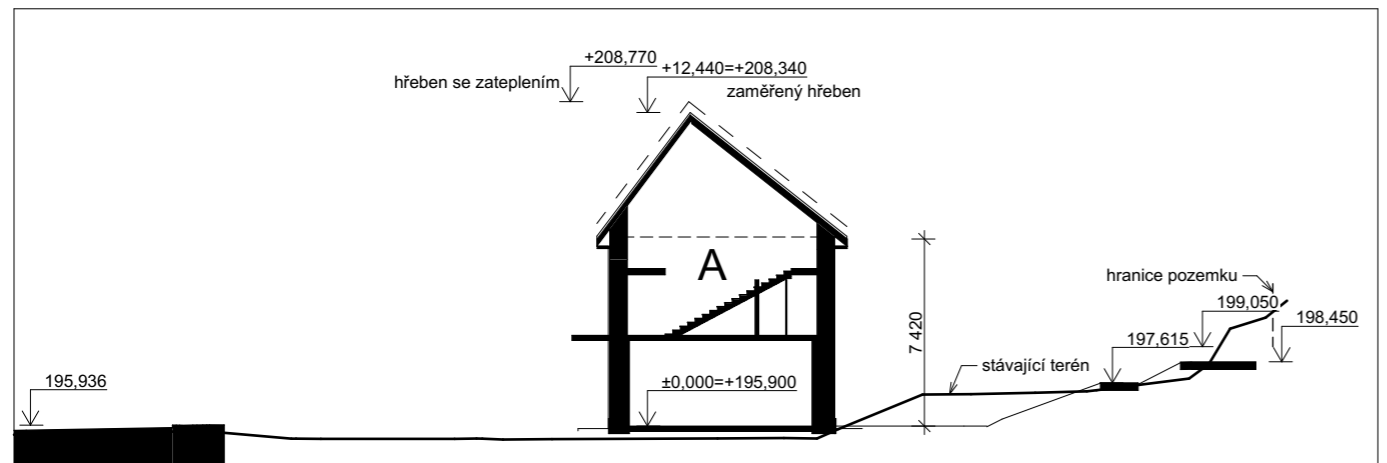 +208,770
hřeben se zateplením
+12,440=+208,340
zaměřený hřeben
A
hranice pozemku
199,050
198,450
7 420
197,615
stávající terén
195,936
±0,000=+195,900